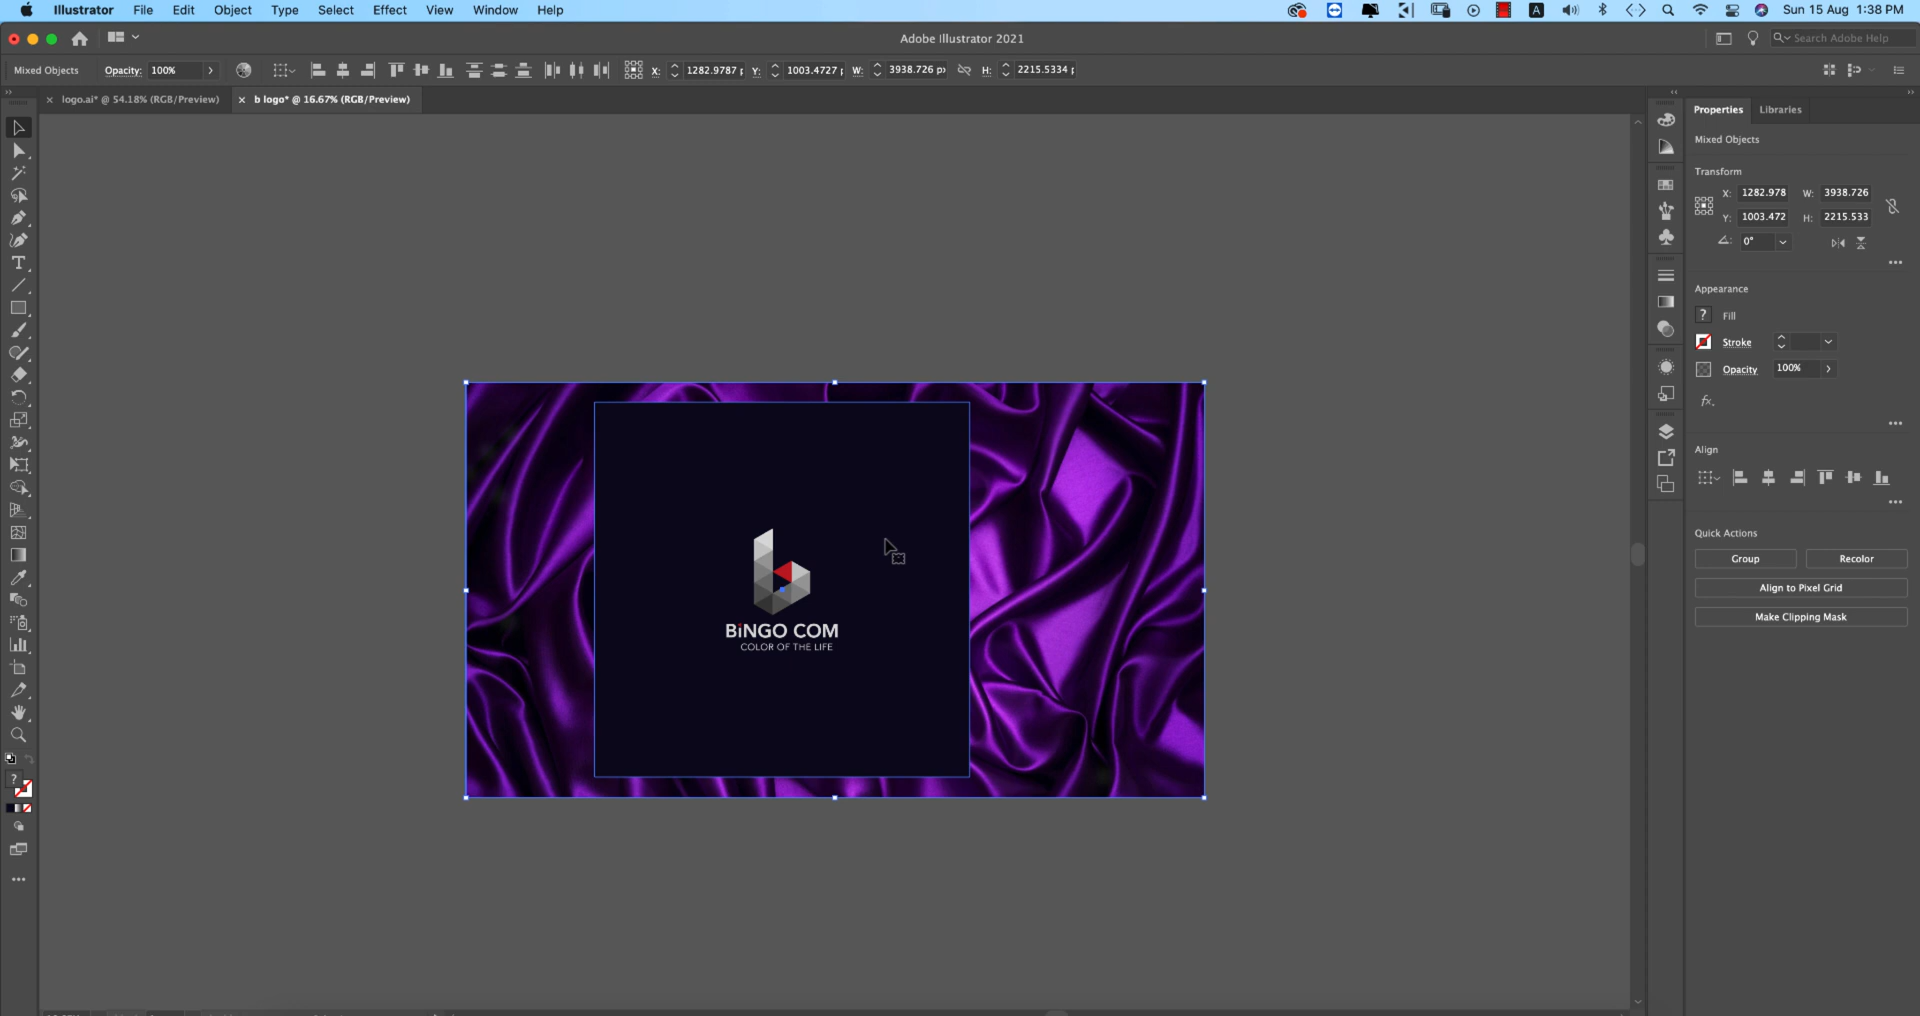 Illustrator File Edit Object Type Select Effect View Window Help
A
Sun 15 Aug 1:38 PM
Adobe Illustrator 2021
Search Adobe Help
Mixed Objects Opacity: 100% X: 1282.9787 Y: 1003.4727 W: 3938.726 px H: 2215.5334
× logo.ai* @ 54.18% (RGB/Preview) × b logo* @ 16.67% (RGB/Preview)
Properties Libraries
Mixed Objects
Transform
X: 1282.978 W: 3938.726
Y: 1003.472 H: 2215.533
0°
Appearance
? Fill
Stroke
Opacity 100%
fx.
Align
Quick Actions
Group Recolor
Align to Pixel Grid
Make Clipping Mask
BiNGO COM
COLOR OF THE LIFE
T
?